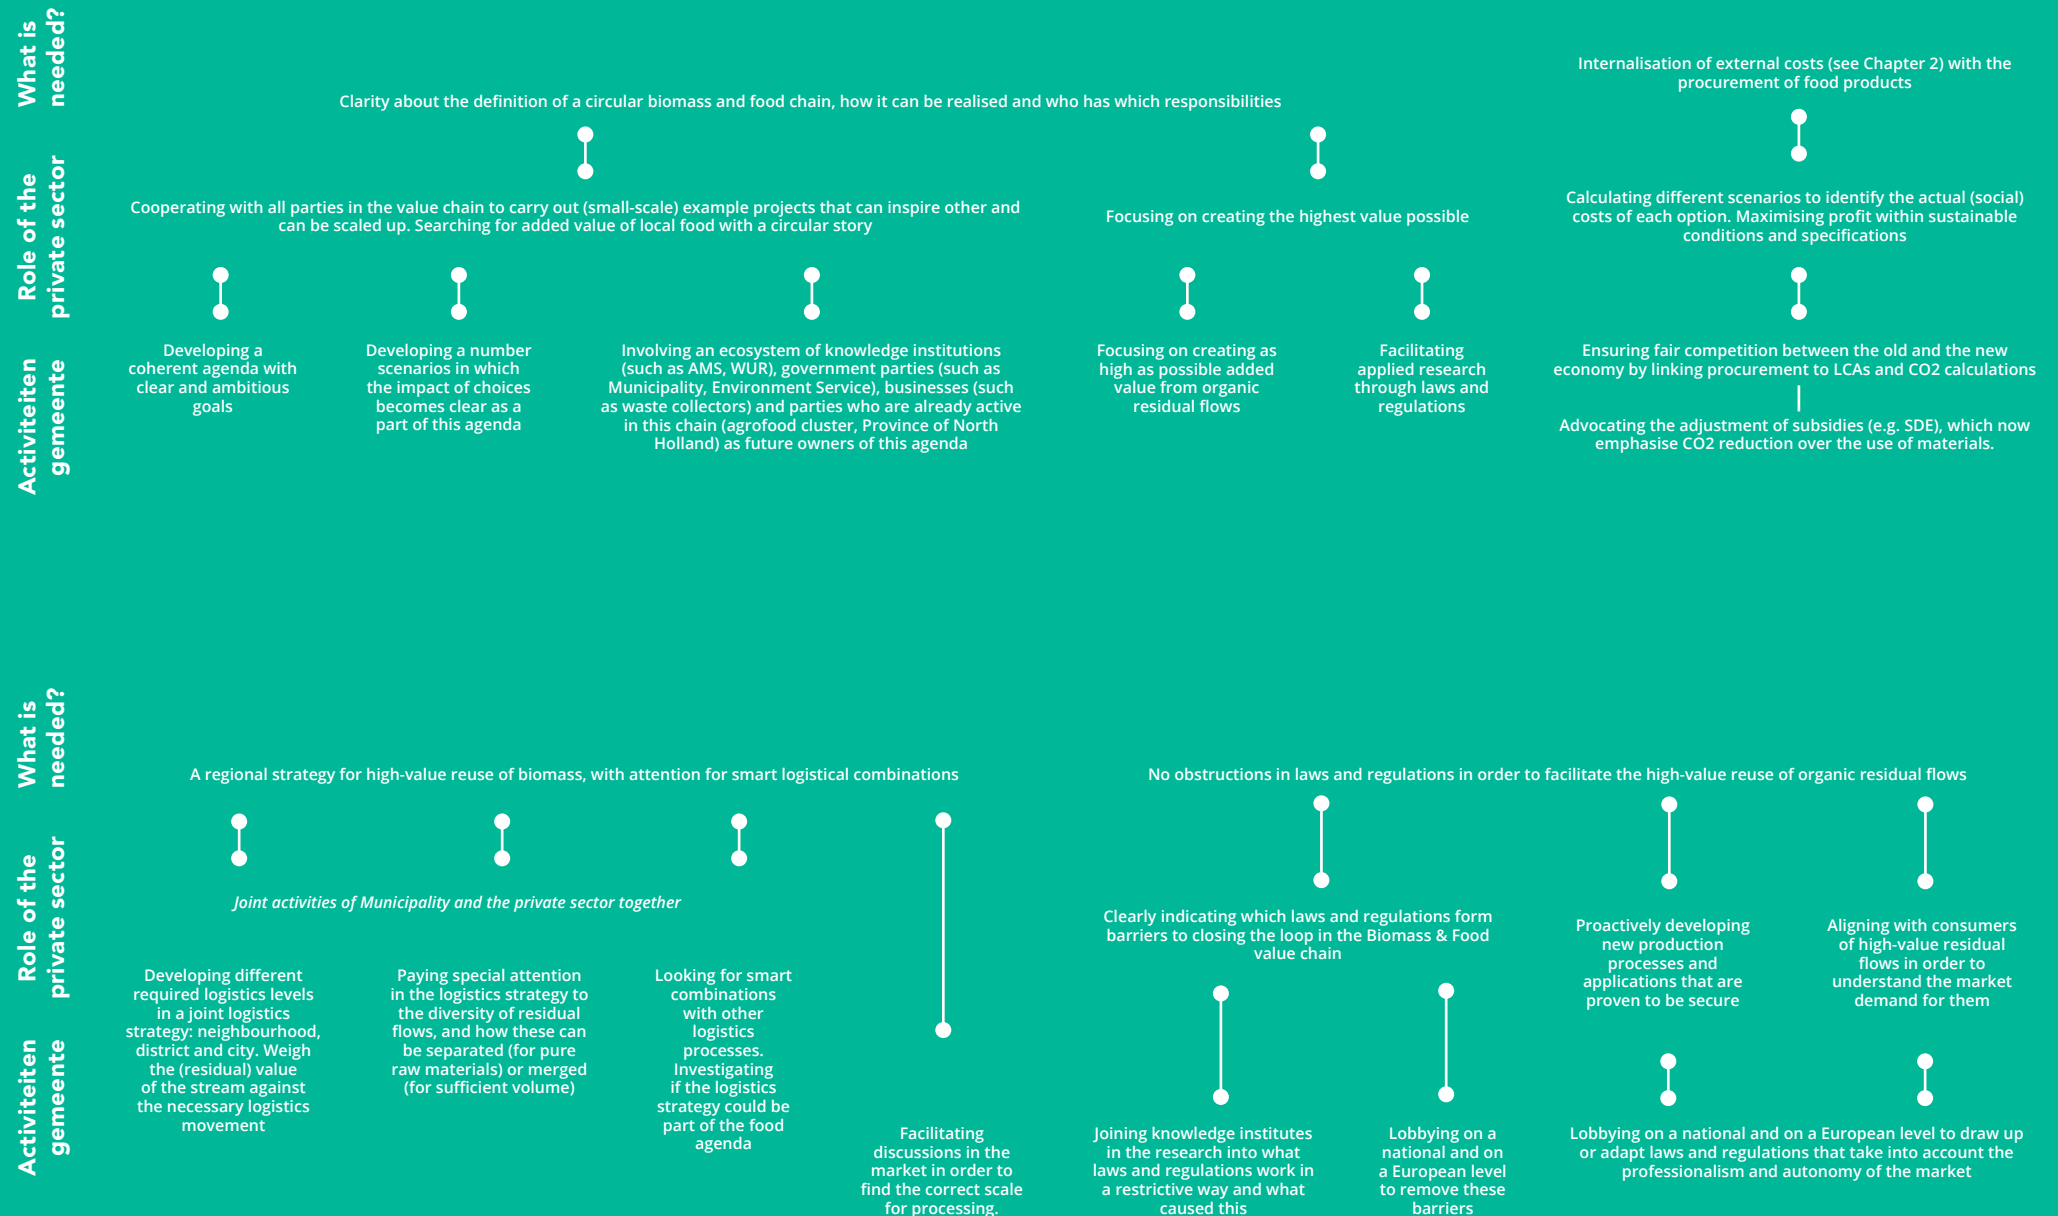 What is
needed?
Clarity about the definition of a circular biomass and food chain, how it can be realised and who has which responsibilities
Internalisation of external costs (see Chapter 2) with the
procurement of food products
Role of the
private sector
Cooperating with all parties in the value chain to carry out (small-scale) example projects that can inspire other and
can be scaled up. Searching for added value of local food with a circular story
Focusing on creating the highest value possible
Calculating different scenarios to identify the actual (social)
costs of each option. Maximising profit within sustainable
conditions and specifications
Activiteiten
gemeente
Developing a
coherent agenda with
clear and ambitious
goals
Developing a number
scenarios in which
the impact of choices
becomes clear as a
part of this agenda
Involving an ecosystem of knowledge institutions
(such as AMS, WUR), government parties (such as
Municipality, Environment Service), businesses (such
as waste collectors) and parties who are already active
in this chain (agrofood cluster, Province of North
Holland) as future owners of this agenda
Focusing on creating as
high as possible added
value from organic
residual flows
Facilitating
applied research
through laws and
regulations
Ensuring fair competition between the old and the new
economy by linking procurement to LCAs and CO2 calculations
Advocating the adjustment of subsidies (e.g. SDE), which now
emphasise CO2 reduction over the use of materials.
What is
needed?
A regional strategy for high-value reuse of biomass, with attention for smart logistical combinations
No obstructions in laws and regulations in order to facilitate the high-value reuse of organic residual flows
Role of the
private sector
Joint activities of Municipality and the private sector together
Clearly indicating which laws and regulations form
barriers to closing the loop in the Biomass & Food
value chain
Proactively developing
new production
processes and
applications that are
proven to be secure
Aligning with consumers
of high-value residual
flows in order to
understand the market
demand for them
Activiteiten
gemeente
Developing different
required logistics levels
in a joint logistics
strategy: neighbourhood,
district and city. Weigh
the (residual) value
of the stream against
the necessary logistics
movement
Paying special attention
in the logistics strategy to
the diversity of residual
flows, and how these can
be separated (for pure
raw materials) or merged
(for sufficient volume)
Looking for smart
combinations
with other
logistics
processes.
Investigating
if the logistics
strategy could be
part of the food
agenda
Facilitating
discussions in the
market in order to
find the correct scale
for processing.
Joining knowledge institutes
in the research into what
laws and regulations work in
a restrictive way and what
caused this
Lobbying on a
national and on
a European level
to remove these
barriers
Lobbying on a national and on a European level to draw up
or adapt laws and regulations that take into account the
professionalism and autonomy of the market